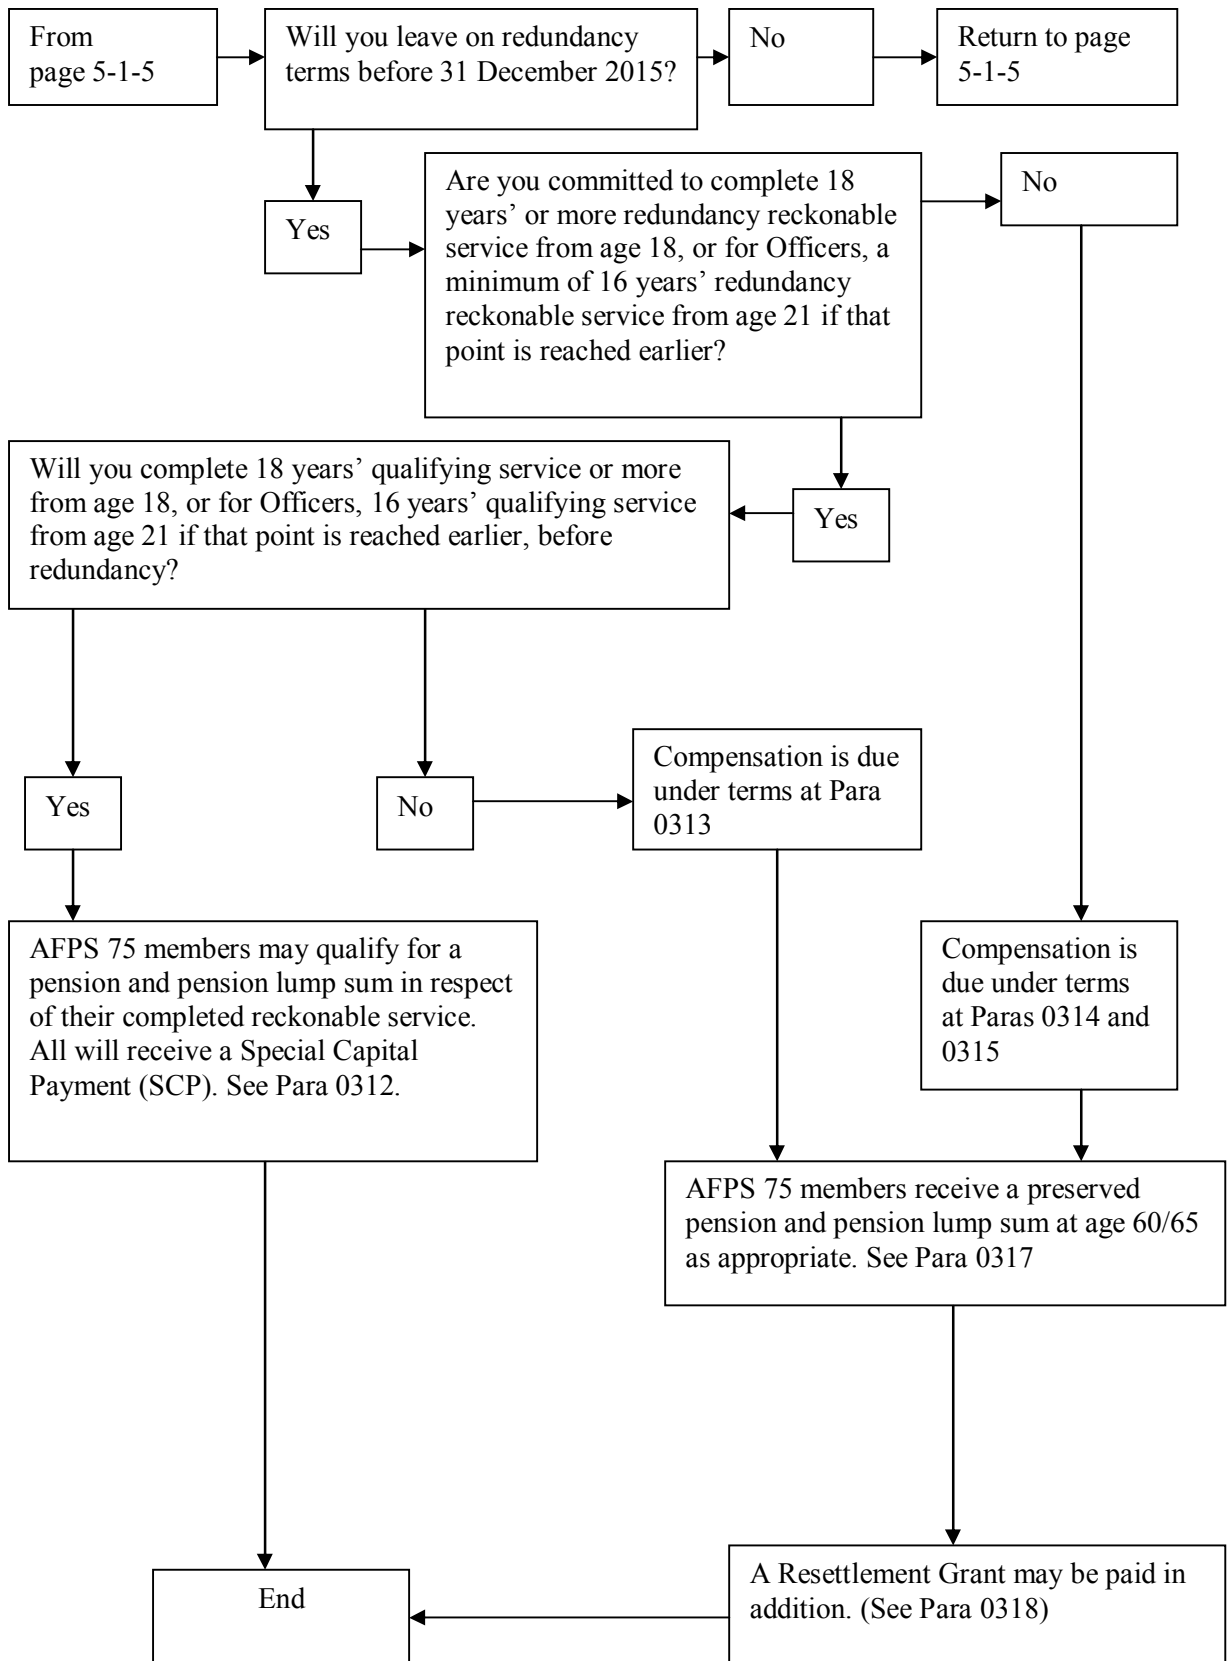 From
page 5-1-5
Will you leave on redundancy
terms before 31 December 2015?
No
Return to page
5-1-5
Yes
Are you committed to complete 18
years’ or more redundancy reckonable
service from age 18, or for Officers, a
minimum of 16 years’ redundancy
reckonable service from age 21 if that
point is reached earlier?
No
Yes
Will you complete 18 years’ qualifying service or more
from age 18, or for Officers, 16 years’ qualifying service
from age 21 if that point is reached earlier, before
redundancy?
Yes
No
Compensation is due
under terms at Para
0313
AFPS 75 members may qualify for a
pension and pension lump sum in respect
of their completed reckonable service.
All will receive a Special Capital
Payment (SCP). See Para 0312.
Compensation is
due under terms
at Paras 0314 and
0315
AFPS 75 members receive a preserved
pension and pension lump sum at age 60/65
as appropriate. See Para 0317
A Resettlement Grant may be paid in
addition. (See Para 0318)
End